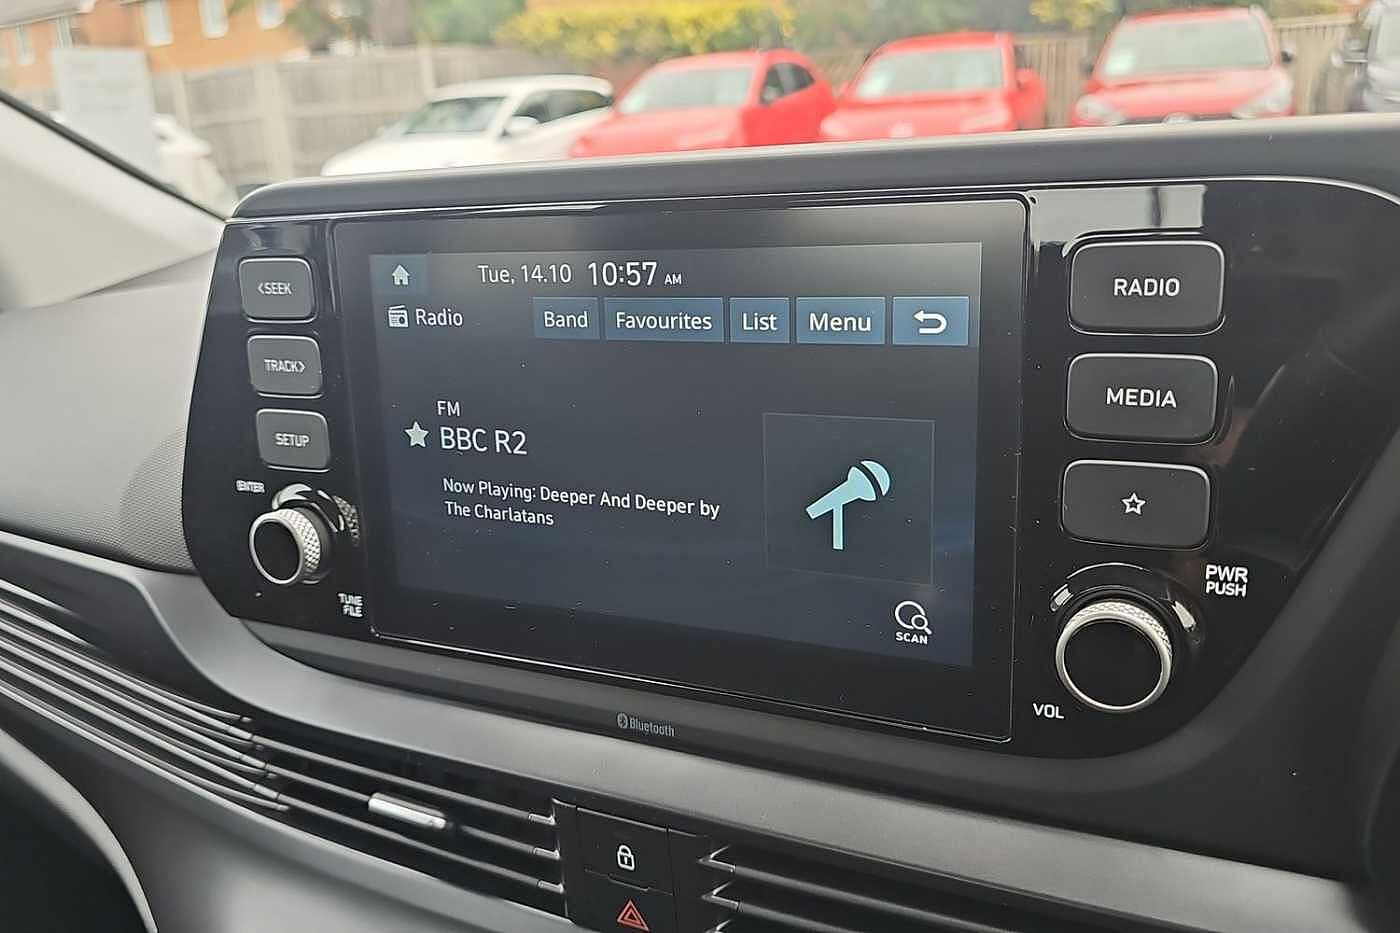 Tue, 14.10 10:57 AM
Radio
Band Favourites List Menu
FM
BBC R2
Now Playing: Deeper And Deeper by
The Charlatans
SCAN
<SEEK
TRACK>
SETUP
ENTER
TUNE
FILE
RADIO
MEDIA
PWR
PUSH
VOL
Bluetooth